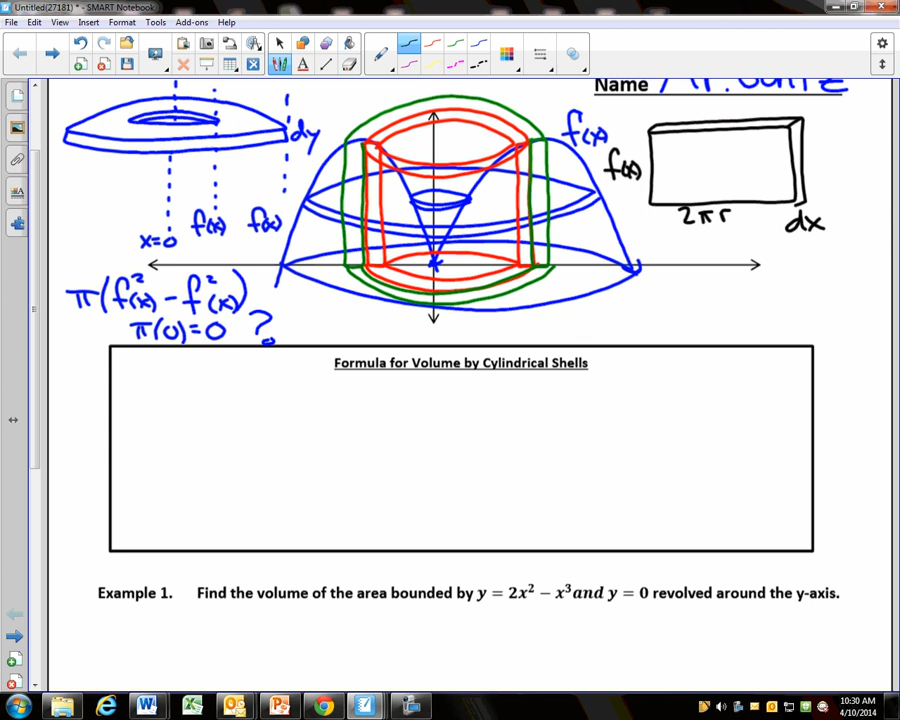 Untitled(27181) * - SMART Notebook
File Edit View Insert Format Tools Add-ons Help
Name
dy
f(x)
f(x)
2πr
dx
x=0 f(x) f(x)
π(f²(x) - f²(x))
π(0)=0 ?
Formula for Volume by Cylindrical Shells
Example 1. Find the volume of the area bounded by y = 2x² − x³ and y = 0 revolved around the y-axis.
10:30 AM
4/10/2014